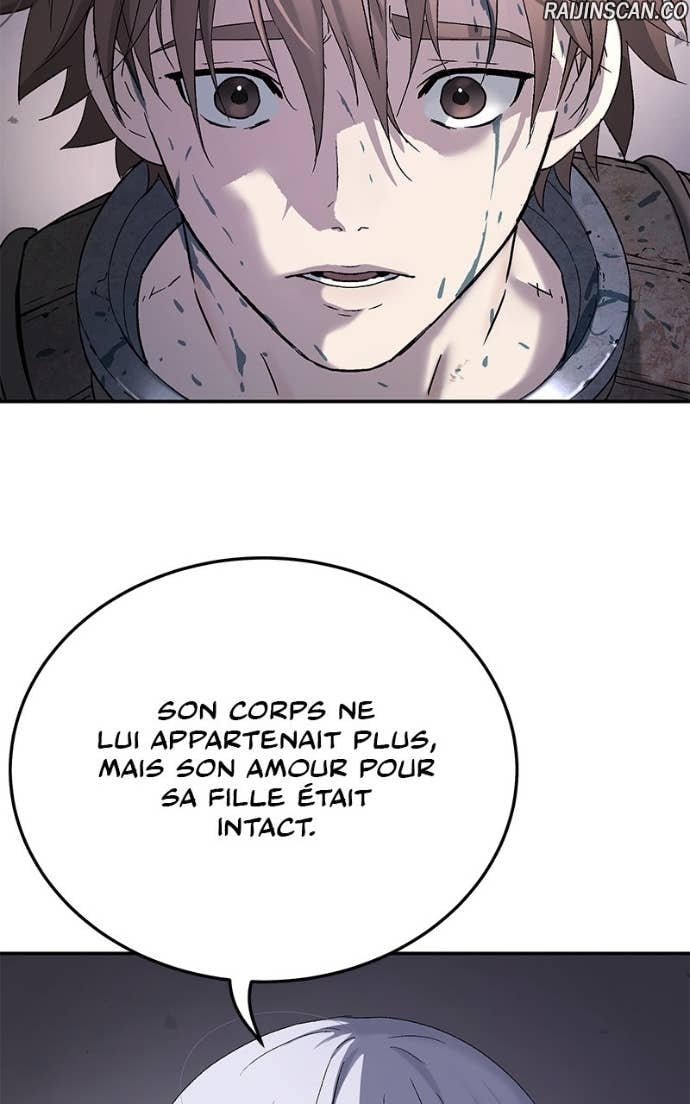 RAIJINSCAN.CO
SON CORPS NE
LUI APPARTENAIT PLUS,
MAIS SON AMOUR POUR
SA FILLE ÉTAIT
INTACT.